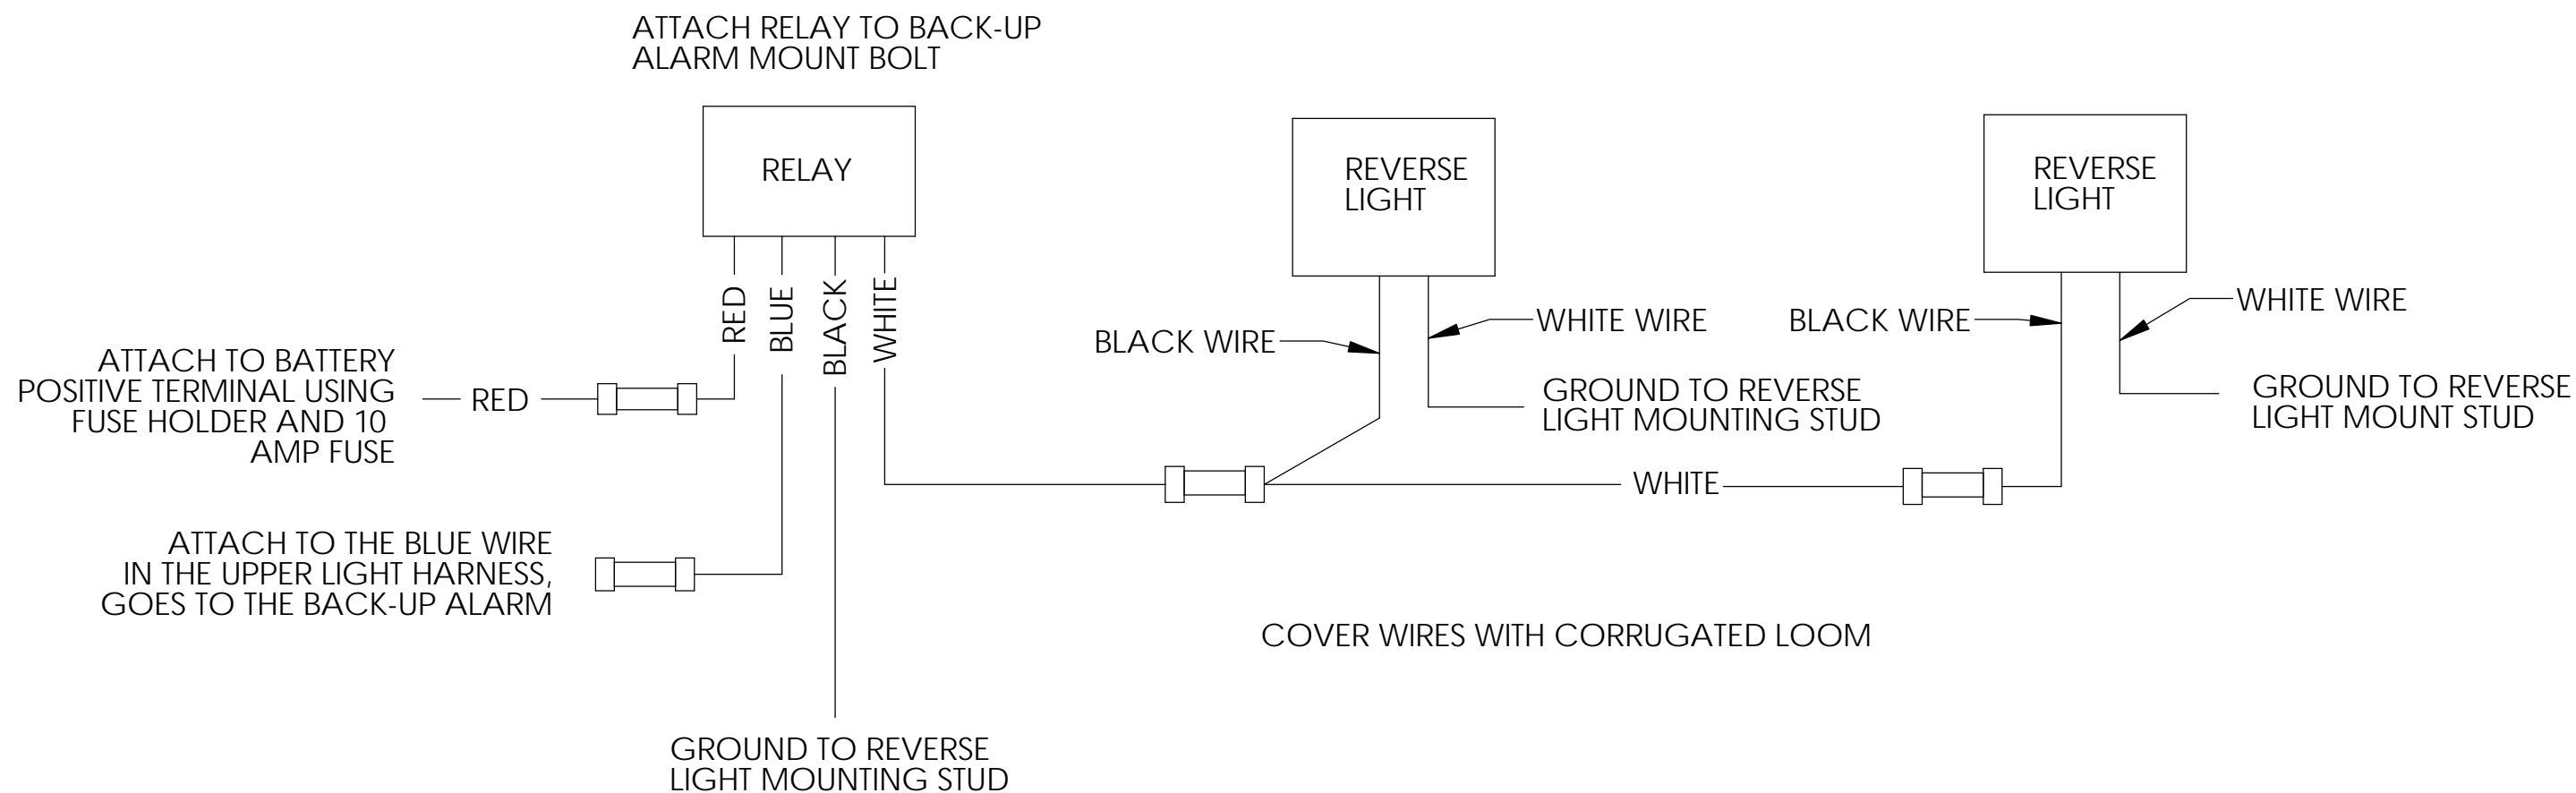 ATTACH RELAY TO BACK-UP
ALARM MOUNT BOLT
RELAY
REVERSE
LIGHT
REVERSE
LIGHT
RED
BLUE
BLACK
WHITE
BLACK WIRE
WHITE WIRE
BLACK WIRE
WHITE WIRE
ATTACH TO BATTERY
POSITIVE TERMINAL USING
FUSE HOLDER AND 10
AMP FUSE
RED
GROUND TO REVERSE
LIGHT MOUNTING STUD
GROUND TO REVERSE
LIGHT MOUNT STUD
WHITE
ATTACH TO THE BLUE WIRE
IN THE UPPER LIGHT HARNESS,
GOES TO THE BACK-UP ALARM
COVER WIRES WITH CORRUGATED LOOM
GROUND TO REVERSE
LIGHT MOUNTING STUD